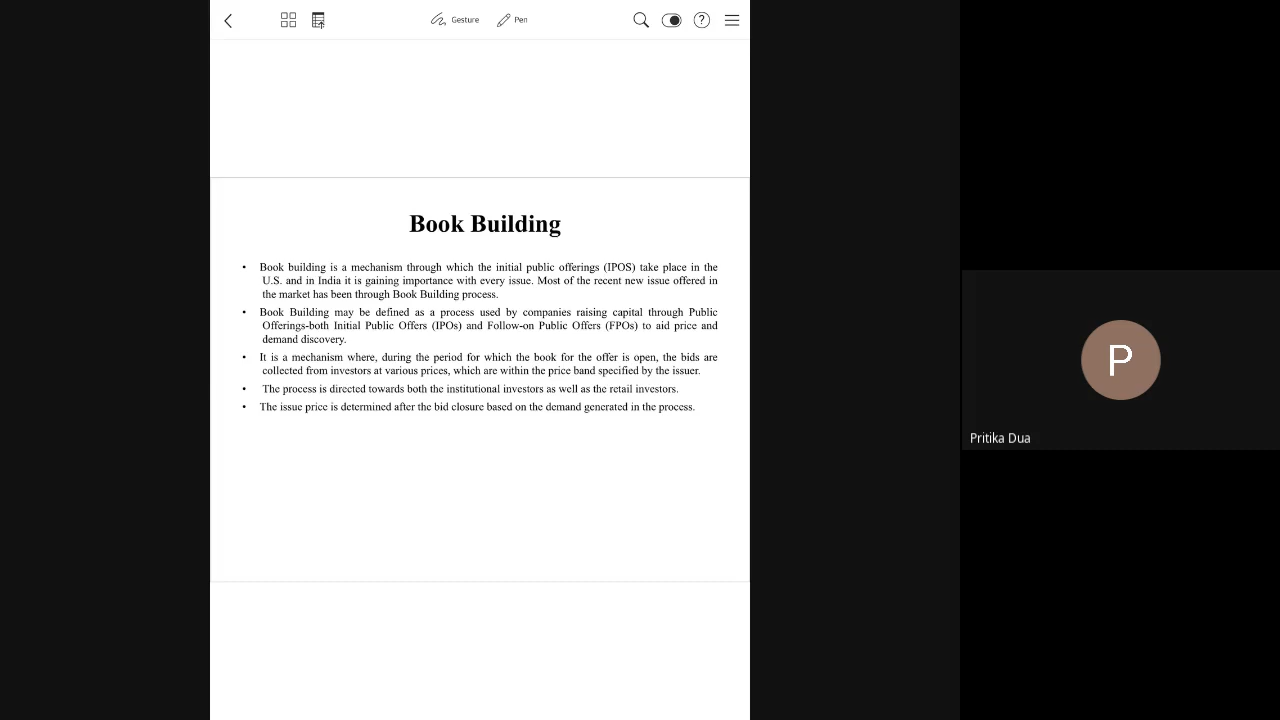 Gesture Pen
Book Building
• Book building is a mechanism through which the initial public offerings (IPOS) take place in the
U.S. and in India it is gaining importance with every issue. Most of the recent new issue offered in
the market has been through Book Building process.
• Book Building may be defined as a process used by companies raising capital through Public
Offerings-both Initial Public Offers (IPOs) and Follow-on Public Offers (FPOs) to aid price and
demand discovery.
• It is a mechanism where, during the period for which the book for the offer is open, the bids are
collected from investors at various prices, which are within the price band specified by the issuer.
• The process is directed towards both the institutional investors as well as the retail investors.
• The issue price is determined after the bid closure based on the demand generated in the process.
P
Pritika Dua